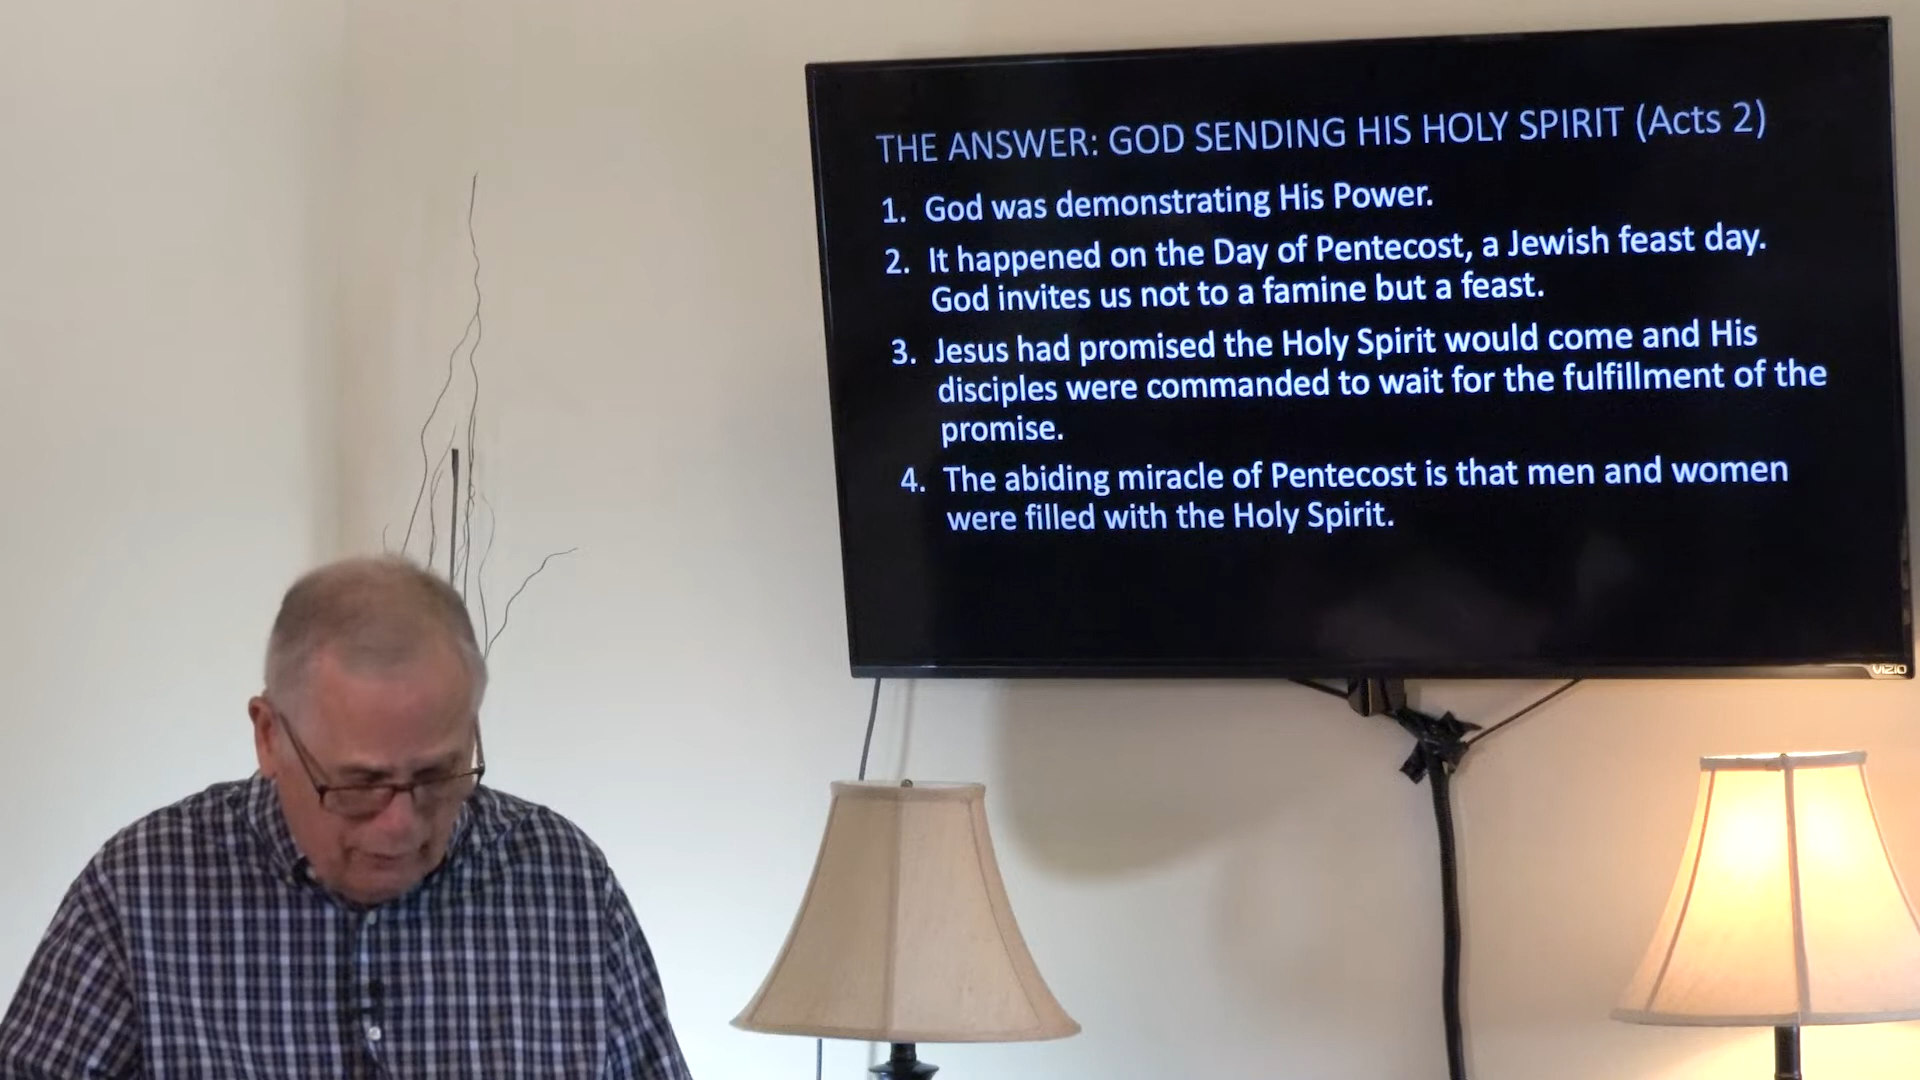 THE ANSWER: GOD SENDING HIS HOLY SPIRIT (Acts 2)
1. God was demonstrating His Power.
2. It happened on the Day of Pentecost, a Jewish feast day.
God invites us not to a famine but a feast.
3. Jesus had promised the Holy Spirit would come and His
disciples were commanded to wait for the fulfillment of the
promise.
4. The abiding miracle of Pentecost is that men and women
were filled with the Holy Spirit.
VIZIO